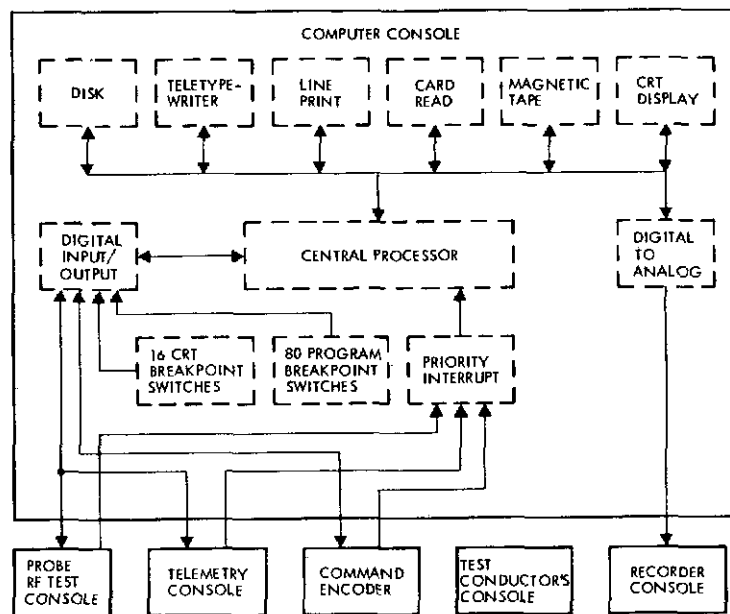 COMPUTER CONSOLE
DISK
TELETYPE-
WRITER
LINE
PRINT
CARD
READ
MAGNETIC
TAPE
CRT
DISPLAY
DIGITAL
INPUT/
OUTPUT
CENTRAL PROCESSOR
DIGITAL
TO
ANALOG
16 CRT
BREAKPOINT
SWITCHES
80 PROGRAM
BREAKPOINT
SWITCHES
PRIORITY
INTERRUPT
PROBE
RF TEST
CONSOLE
TELEMETRY
CONSOLE
COMMAND
ENCODER
TEST
CONDUCTOR'S
CONSOLE
RECORDER
CONSOLE